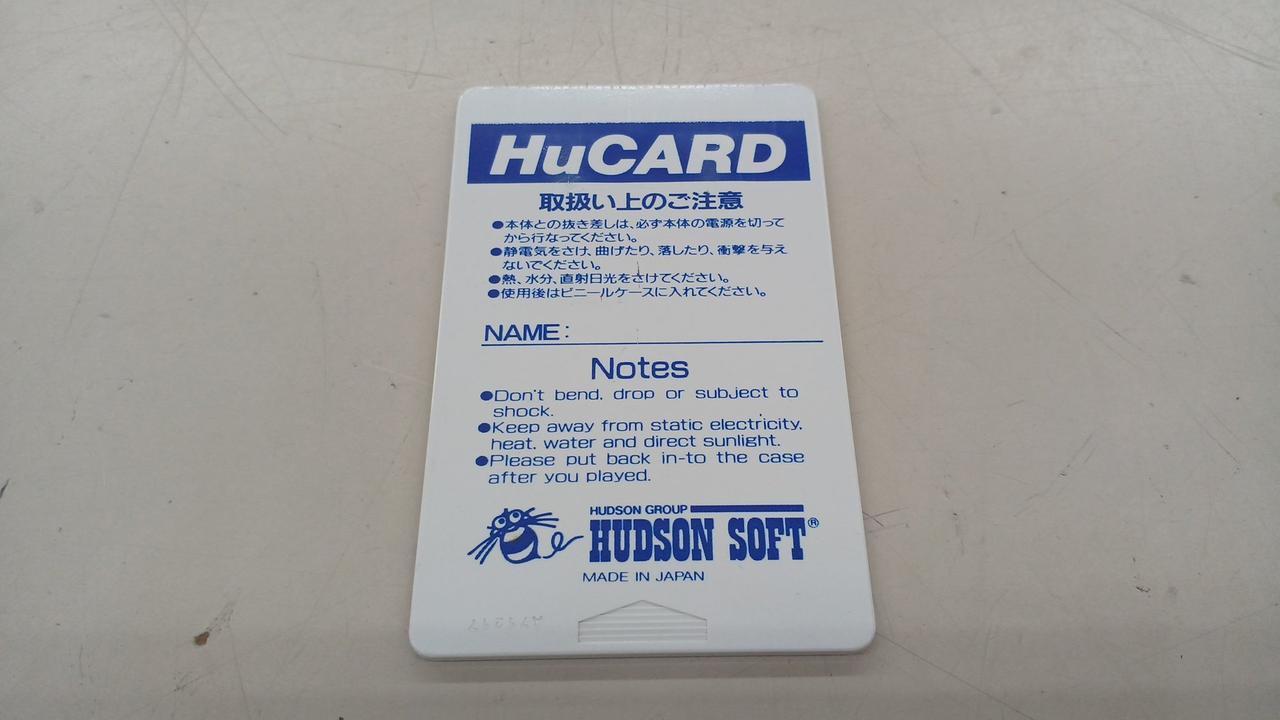 HuCARD
取扱い上のご注意
●本体との抜き差しは、必ず本体の電源を切って
から行なってください。
●静電気をさけ、曲げたり、落したり、衝撃を与え
ないでください。
●熱、水分、直射日光をさけてください。
●使用後はビニールケースに入れてください。
NAME:
Notes
●Don't bend, drop or subject to
shock.
●Keep away from static electricity,
heat, water and direct sunlight.
●Please put back in-to the case
after you played.
HUDSON GROUP
HUDSON SOFT®
MADE IN JAPAN